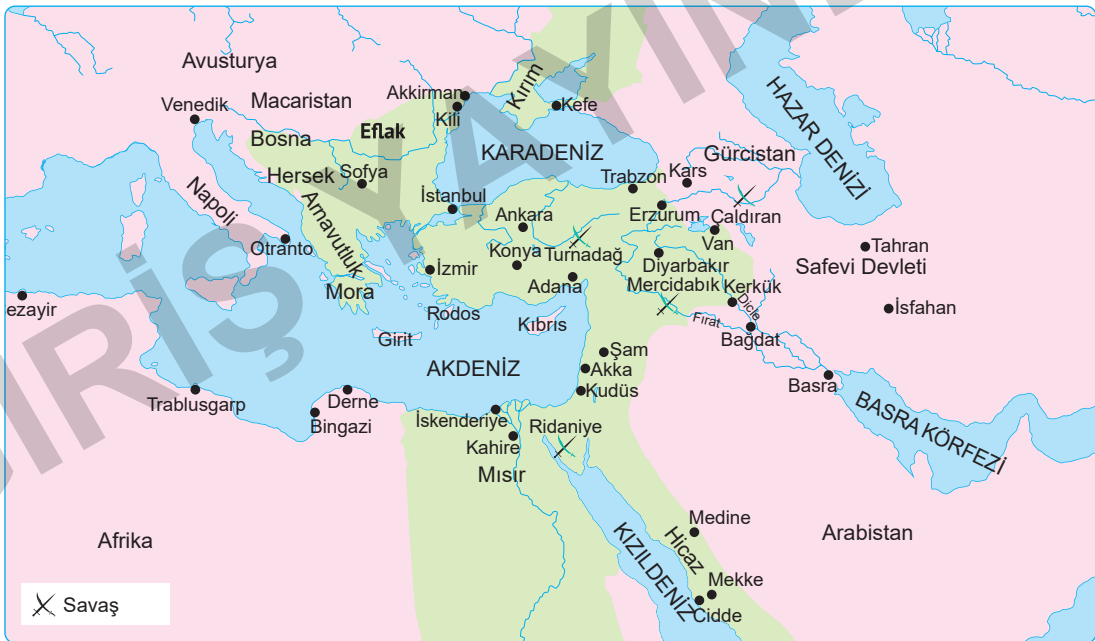 Avusturya
Venedik
Macaristan
Akkirman
Kili
Kırım
Kefe
HAZAR DENİZİ
Bosna
Eflak
KARADENİZ
Gürcistan
Hersek
Sofya
Trabzon
Kars
Napoli
Arnavutluk
İstanbul
Ankara
Erzurum
Çaldıran
Van
Otranto
Konya
Turnadağ
İzmir
Diyarbakır
Tahran
Safevi Devleti
Mora
Adana
Mercidabık
Kerkük
Dicle
İsfahan
ezayir
Rodos
Kıbrıs
Fırat
Bağdat
Girit
AKDENİZ
Şam
Akka
Kudüs
Basra
Trablusgarp
Derne
Bingazi
İskenderiye
Ridaniye
BASRA KÖRFEZİ
Kahire
Mısır
Medine
Hicaz
Arabistan
Afrika
KIZILDENİZ
Mekke
Cidde
Savaş
İRİŞ YAYIN